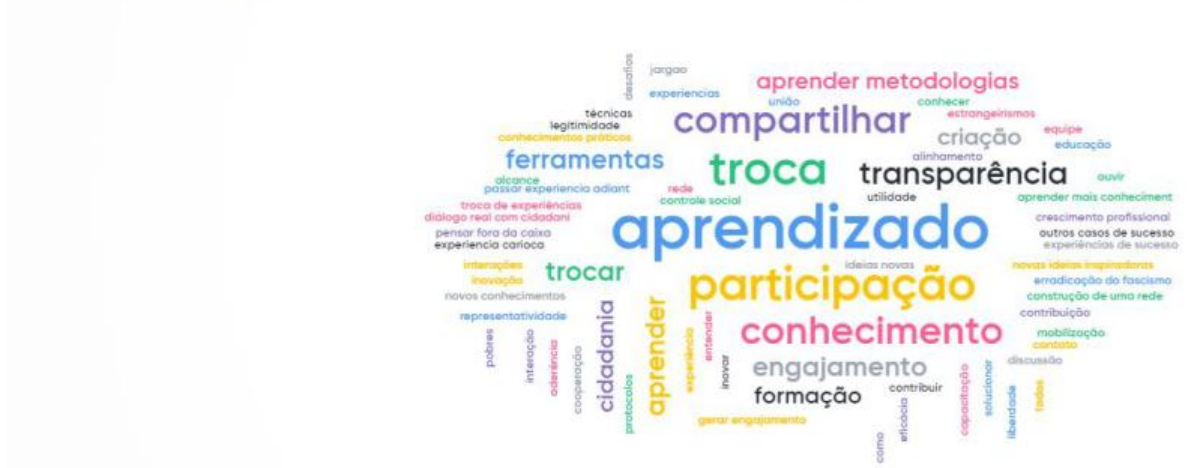 desafios
jargao
aprender metodologias
experiencias
união
conhecer
técnicas
compartilhar
estrangeirismos
legitimidade
criação
equipe
conhecimentos práticos
educação
ferramentas
troca
alinhamento
transparência
alcance
ouvir
passar experiencia adiant
rede
utilidade
aprender mais conheciment
controle social
troca de experiências
aprendizado
diálogo real com cidadani
crescimento profissional
pensar fora da caixa
outros casos de sucesso
experiencia carioca
experiências de sucesso
interações
trocar
ideias novas
novas ideias inspiradoras
inovação
participação
erradicação do fascismo
novos conhecimentos
construção de uma rede
representatividade
cidadania
aprender
entender
conhecimento
contribuição
pobres
interação
aderência
cooperação
experiência
mobilização
contato
protocolos
inovar
engajamento
discussão
formação
contribuir
capacitação
solucionar
liberdade
todos
gerar engajamento
eficácia
como